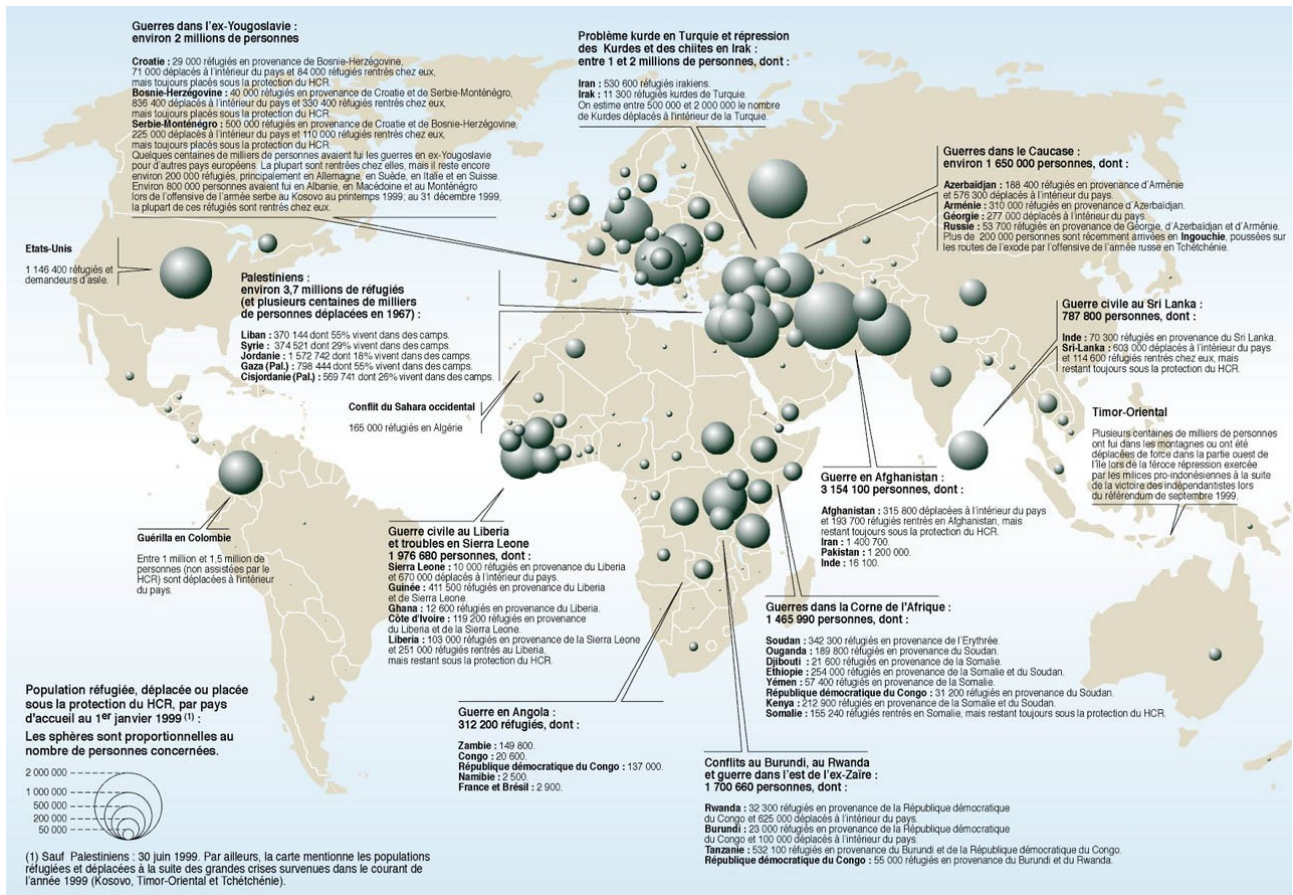 Guerres dans l'ex-Yougoslavie :
environ 2 millions de personnes
Croatie : 29 000 réfugiés en provenance de Bosnie-Herzégovine,
71 000 déplacés à l'intérieur du pays et 84 000 réfugiés rentrés chez eux,
mais toujours placés sous la protection du HCR.
Bosnie-Herzégovine : 40 000 réfugiés en provenance de Croatie et de Serbie-Monténégro,
836 400 déplacés à l'intérieur du pays et 330 400 réfugiés rentrés chez eux,
mais toujours placés sous la protection du HCR.
Serbie-Monténégro : 500 000 réfugiés en provenance de Croatie et de Bosnie-Herzégovine,
225 000 déplacés à l'intérieur du pays et 110 000 réfugiés rentrés chez eux,
mais toujours placés sous la protection du HCR.
Quelques centaines de milliers de personnes avaient fui les guerres en ex-Yougoslavie
pour d'autres pays européens. La plupart sont rentrées chez elles, mais il reste encore
environ 200 000 réfugiés, principalement en Allemagne, en Suède, en Italie et en Suisse.
Environ 800 000 personnes avaient fui en Albanie, en Macédoine et au Monténégro
lors de l'offensive de l'armée serbe au Kosovo au printemps 1999; au 31 décembre 1999,
la plupart de ces réfugiés sont rentrés chez eux.
Problème kurde en Turquie et répression
des Kurdes et des chiites en Irak :
entre 1 et 2 millions de personnes, dont :
Iran : 530 600 réfugiés irakiens.
Irak : 11 300 réfugiés kurdes de Turquie.
On estime entre 500 000 et 2 000 000 le nombre
de Kurdes déplacés à l'intérieur de la Turquie.
Guerres dans le Caucase :
environ 1 650 000 personnes, dont :
Azerbaïdjan : 188 400 réfugiés en provenance d'Arménie
et 576 300 déplacés à l'intérieur du pays.
Arménie : 310 000 réfugiés en provenance d'Azerbaïdjan.
Géorgie : 277 000 déplacés à l'intérieur du pays.
Russie : 53 700 réfugiés en provenance de Géorgie, d'Azerbaïdjan et d'Arménie.
Plus de 200 000 personnes sont récemment arrivées en Ingouchie, poussées sur
les routes de l'exode par l'offensive de l'armée russe en Tchétchénie.
Etats-Unis
1 146 400 réfugiés et
demandeurs d'asile.
Palestiniens :
environ 3,7 millions de réfugiés
(et plusieurs centaines de milliers
de personnes déplacées en 1967) :
Liban : 370 144 dont 55% vivent dans des camps.
Syrie : 374 521 dont 29% vivent dans des camps.
Jordanie : 1 572 742 dont 18% vivent dans des camps.
Gaza (Pal.) : 798 444 dont 55% vivent dans des camps.
Cisjordanie (Pal.) : 569 741 dont 26% vivent dans des camps.
Guerre civile au Sri Lanka :
787 800 personnes, dont :
Inde : 70 300 réfugiés en provenance du Sri Lanka.
Sri-Lanka : 603 000 déplacés à l'intérieur du pays
et 114 600 réfugiés rentrés chez eux, mais
restant toujours sous la protection du HCR.
Conflit du Sahara occidental
165 000 réfugiés en Algérie
Timor-Oriental
Plusieurs centaines de milliers de personnes
ont fui dans les montagnes ou ont été
déplacées de force dans la partie ouest de
l'île lors de la féroce répression exercée
par les milices pro-indonésiennes à la suite
de la victoire des indépendantistes lors
du référendum de septembre 1999.
Guerre en Afghanistan :
3 154 100 personnes, dont :
Afghanistan : 315 800 déplacées à l'intérieur du pays
et 193 700 réfugiés rentrés en Afghanistan, mais
restant toujours sous la protection du HCR.
Iran : 1 400 700.
Pakistan : 1 200 000.
Inde : 16 100.
Guérilla en Colombie
Entre 1 million et 1,5 million de
personnes (non assistées par le
HCR) sont déplacées à l'intérieur
du pays.
Guerre civile au Liberia
et troubles en Sierra Leone
1 976 680 personnes, dont :
Sierra Leone : 10 000 réfugiés en provenance du Liberia
et 670 000 déplacés à l'intérieur du pays.
Guinée : 411 500 réfugiés en provenance du Liberia
et de Sierra Leone.
Ghana : 12 600 réfugiés en provenance du Liberia.
Côte d'Ivoire : 119 200 réfugiés en provenance
du Liberia et de la Sierra Leone.
Liberia : 103 000 réfugiés en provenance de la Sierra Leone
et 251 000 réfugiés rentrés au Liberia,
mais restant sous la protection du HCR.
Guerres dans la Corne de l'Afrique :
1 465 990 personnes, dont :
Soudan : 342 300 réfugiés en provenance de l'Erythrée.
Ouganda : 189 800 réfugiés en provenance du Soudan.
Djibouti : 21 600 réfugiés en provenance de la Somalie.
Ethiopie : 254 000 réfugiés en provenance de la Somalie et du Soudan.
Yémen : 57 400 réfugiés en provenance de la Somalie.
République démocratique du Congo : 31 200 réfugiés en provenance du Soudan.
Kenya : 212 900 réfugiés en provenance de la Somalie et du Soudan.
Somalie : 155 240 rentrés en Somalie, mais restant toujours sous la protection du HCR.
Guerre en Angola :
312 200 réfugiés, dont :
Zambie : 149 800.
Congo : 20 600.
République démocratique du Congo : 137 000.
Namibie : 2 500.
France et Brésil : 2 900.
Conflits au Burundi, au Rwanda
et guerre dans l'est de l'ex-Zaïre :
1 700 660 personnes, dont :
Rwanda : 32 300 réfugiés en provenance de la République démocratique
du Congo et 625 000 déplacés à l'intérieur du pays.
Burundi : 23 000 réfugiés en provenance de la République démocratique
du Congo et 100 000 déplacés à l'intérieur du pays.
Tanzanie : 532 100 réfugiés en provenance du Burundi et de la République démocratique du Congo.
République démocratique du Congo : 55 000 réfugiés en provenance du Burundi et du Rwanda.
Population réfugiée, déplacée ou placée
sous la protection du HCR, par pays
d'accueil au 1er janvier 1999 (1) :
Les sphères sont proportionnelles au
nombre de personnes concernées.
2 000 000
1 000 000
500 000
200 000
50 000
(1) Sauf Palestiniens : 30 juin 1999. Par ailleurs, la carte mentionne les populations
réfugiées et déplacées à la suite des grandes crises survenues dans le courant de
l'année 1999 (Kosovo, Timor-Oriental et Tchétchénie).